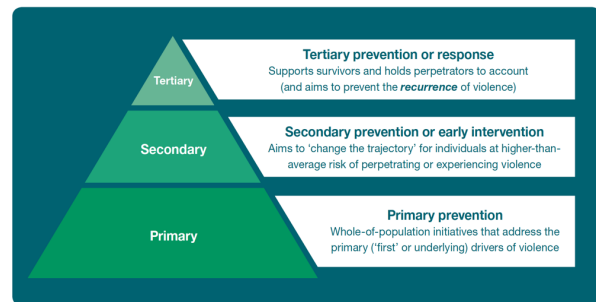 Tertiary
Tertiary prevention or response
Supports survivors and holds perpetrators to account
(and aims to prevent the recurrence of violence)
Secondary
Secondary prevention or early intervention
Aims to ‘change the trajectory’ for individuals at higher-than-
average risk of perpetrating or experiencing violence
Primary
Primary prevention
Whole-of-population initiatives that address the
primary (‘first’ or underlying) drivers of violence